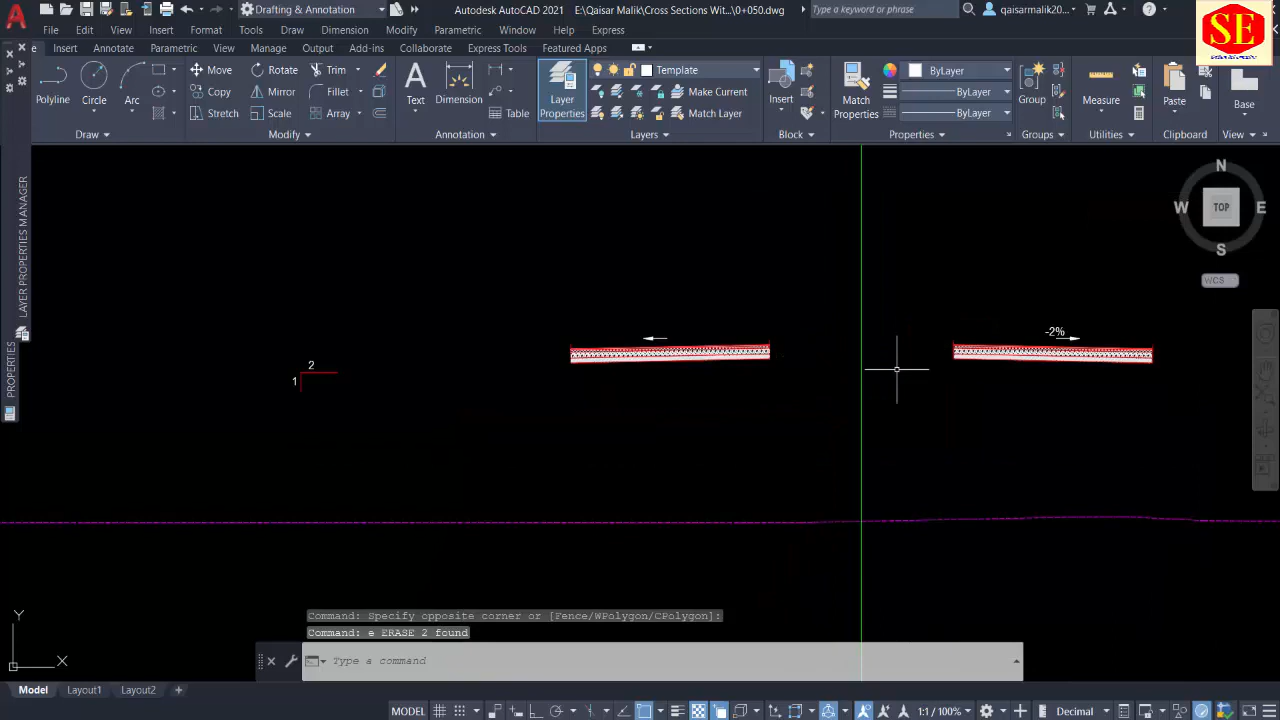 Drafting & Annotation
Autodesk AutoCAD 2021 E:\Qaisar Malik\Cross Sections Wit...\0+050.dwg
Type a keyword or phrase
qaisarmalik20...
SE
File Edit View Insert Format Tools Draw Dimension Modify Parametric Window Help Express
Insert Annotate Parametric View Manage Output Add-ins Collaborate Express Tools Featured Apps
Polyline
Circle
Arc
Draw
Move
Rotate
Trim
Copy
Mirror
Fillet
Stretch
Scale
Array
Modify
Text
Dimension
Table
Annotation
Layer Properties
Template
Make Current
Match Layer
Layers
Insert
Block
Match Properties
ByLayer
ByLayer
ByLayer
Properties
Group
Groups
Measure
Utilities
Paste
Clipboard
Base
View
LAYER PROPERTIES MANAGER
PROPERTIES
N
W
TOP
E
S
WCS
-2%
2
1
Y
X
Command: Specify opposite corner or [Fence/WPolygon/CPolygon]:
Command: e ERASE 2 found
Type a command
Model Layout1 Layout2 +
MODEL
1:1 / 100%
Decimal